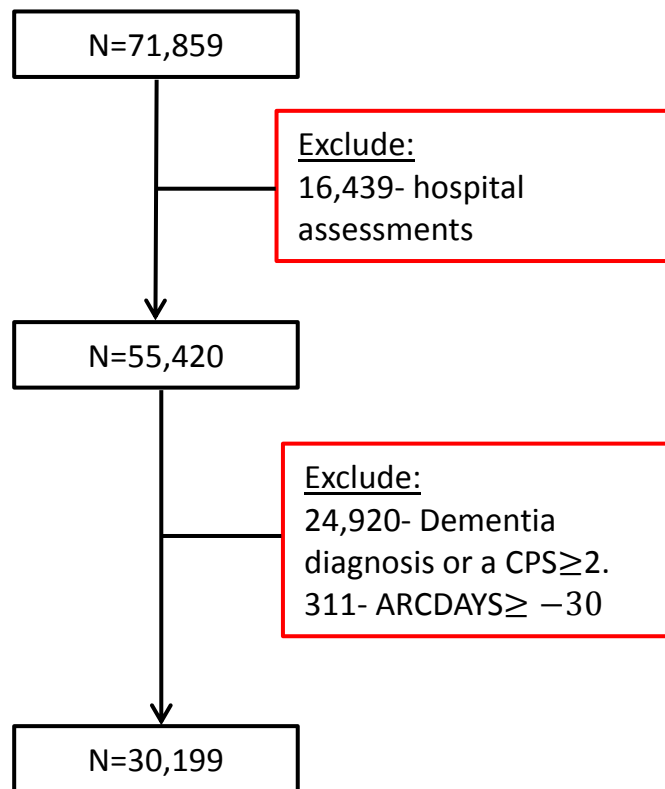 N=71,859
Exclude:
16,439- hospital
assessments
N=55,420
Exclude:
24,920- Dementia
diagnosis or a CPS≥2.
311- ARCDAYS≥ −30
N=30,199